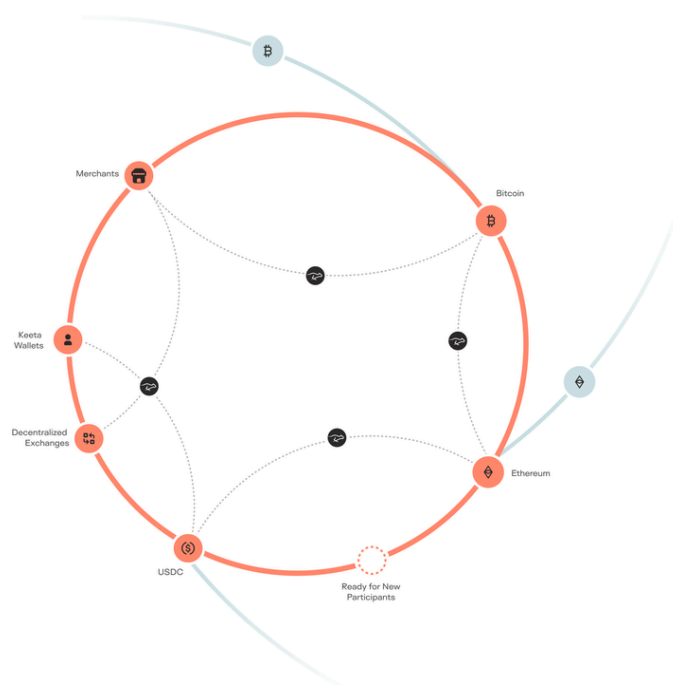 Merchants
Bitcoin
Keeta
Wallets
Decentralized
Exchanges
Ethereum
USDC
Ready for New
Participants